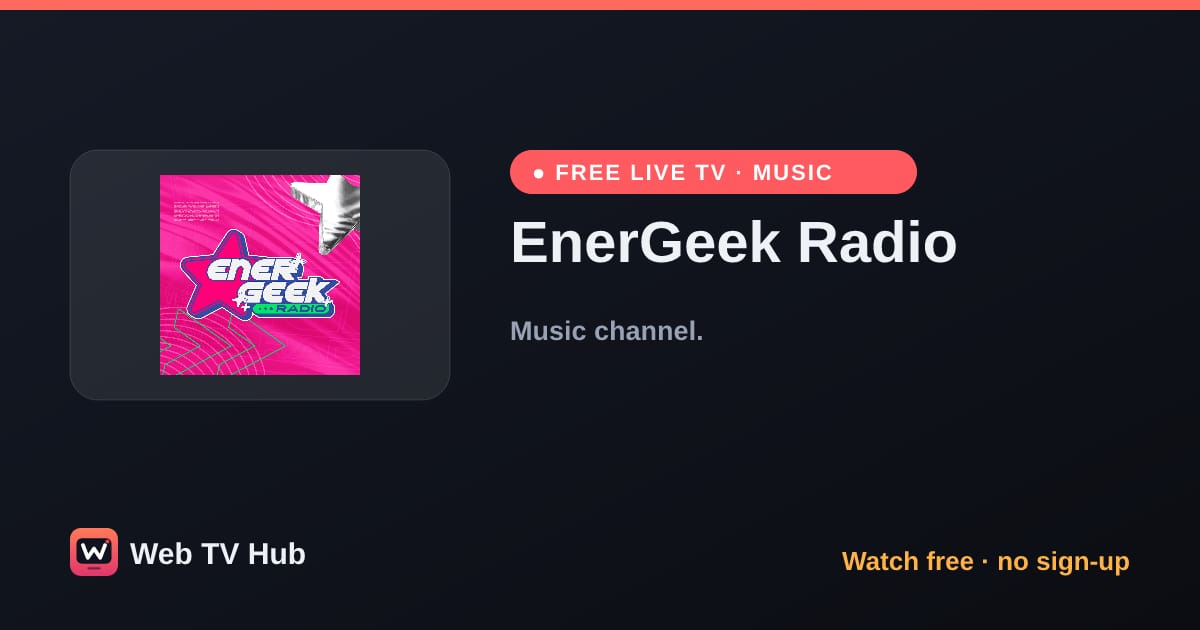 FREE LIVE TV · MUSIC
EnerGeek Radio
ENER
GEEK
RADIO
Music channel.
Web TV Hub
Watch free · no sign-up